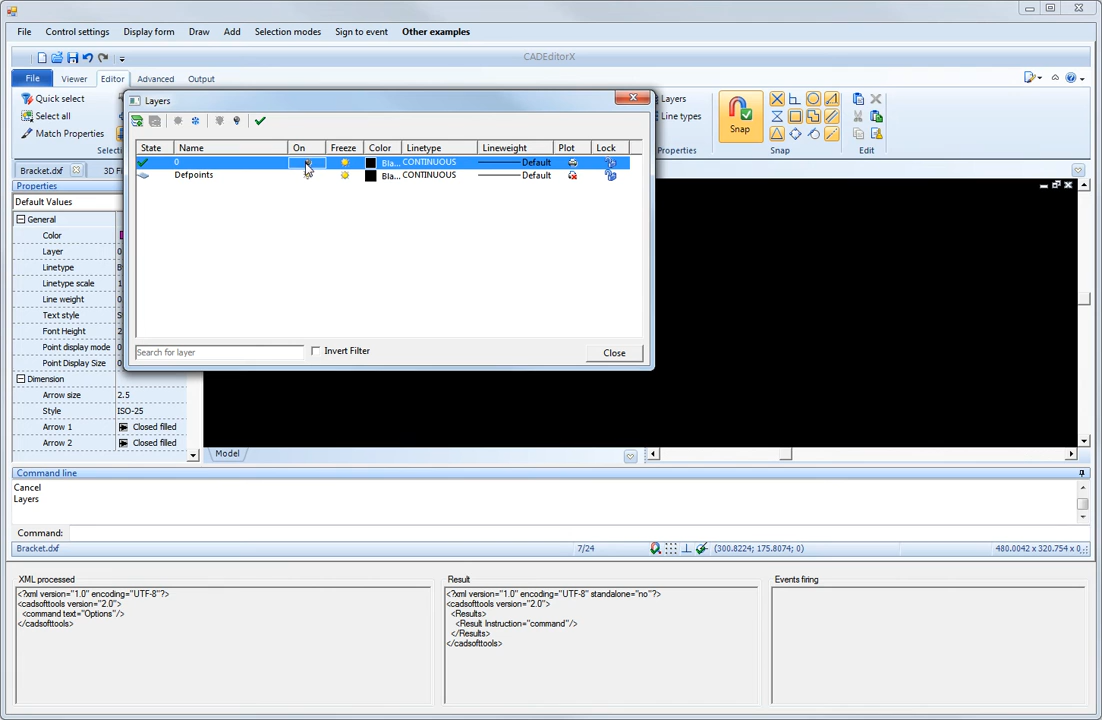 File Control settings Display form Draw Add Selection modes Sign to event Other examples
CADEditorX
File Viewer Editor Advanced Output
Quick select
Select all
Match Properties
Layers
Line types
Snap
Properties Snap Edit
Layers
State Name On Freeze Color Linetype Lineweight Plot Lock
0 Bla... CONTINUOUS Default
Defpoints Bla... CONTINUOUS Default
Search for layer Invert Filter Close
Bracket.dxf
Default Values
General
Color
Layer 0
Linetype
Linetype scale
Line weight
Text style
Font Height
Point display mode
Point Display Size
Dimension
Arrow size 2.5
Style ISO-25
Arrow 1 Closed filled
Arrow 2 Closed filled
Model
Command line
Cancel
Layers
Command:
Bracket.dxf 7/24 (300.8224; 175.8074; 0)
480.0042 x 320.754 x 0
XML processed
<?xml version="1.0" encoding="UTF-8"?>
<cadsofttools version="2.0">
<command text="Options"/>
</cadsofttools>
Result
<?xml version="1.0" encoding="UTF-8" standalone="no"?>
<cadsofttools version="2.0">
<Results>
<Result Instruction="command"/>
</Results>
</cadsofttools>
Events firing